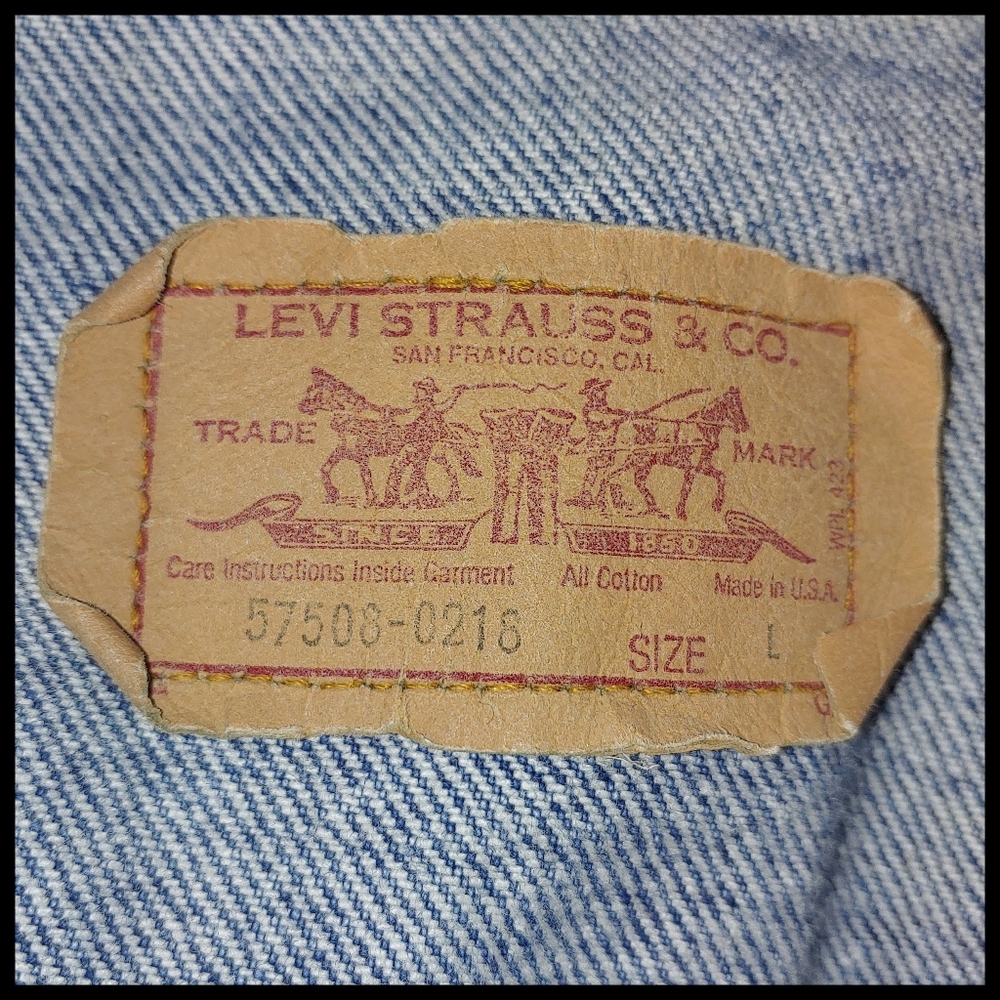 LEVI STRAUSS & CO.
SAN FRANCISCO, CAL.
TRADE MARK
SINCE 1850
WPL 423
Care Instructions Inside Garment All Cotton Made in U.S.A.
57508-0216
SIZE L
G